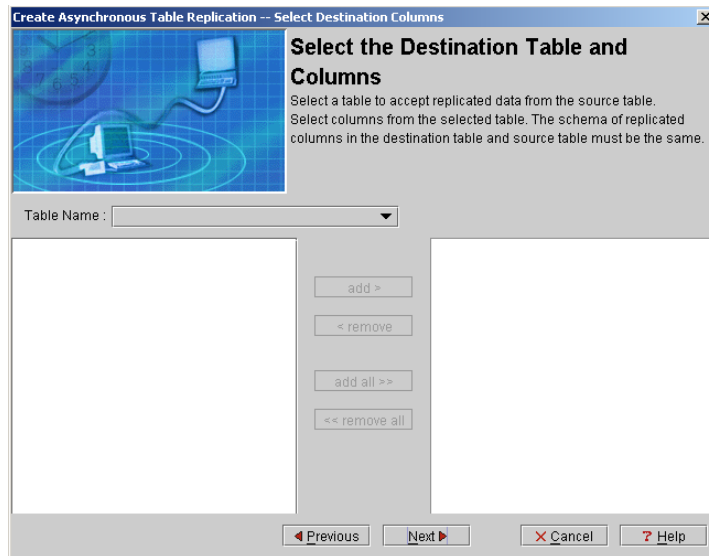 Create Asynchronous Table Replication -- Select Destination Columns
Select the Destination Table and
Columns
Select a table to accept replicated data from the source table.
Select columns from the selected table. The schema of replicated
columns in the destination table and source table must be the same.
Table Name :
add >
< remove
add all >>
<< remove all
Previous
Next
Cancel
? Help